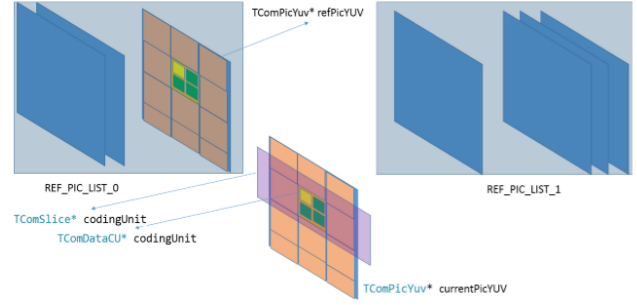 TComPicYuv* refPicYUV
REF_PIC_LIST_0
REF_PIC_LIST_1
TComSlice* codingUnit
TComDataCU* codingUnit
TComPicYuv* currentPicYUV